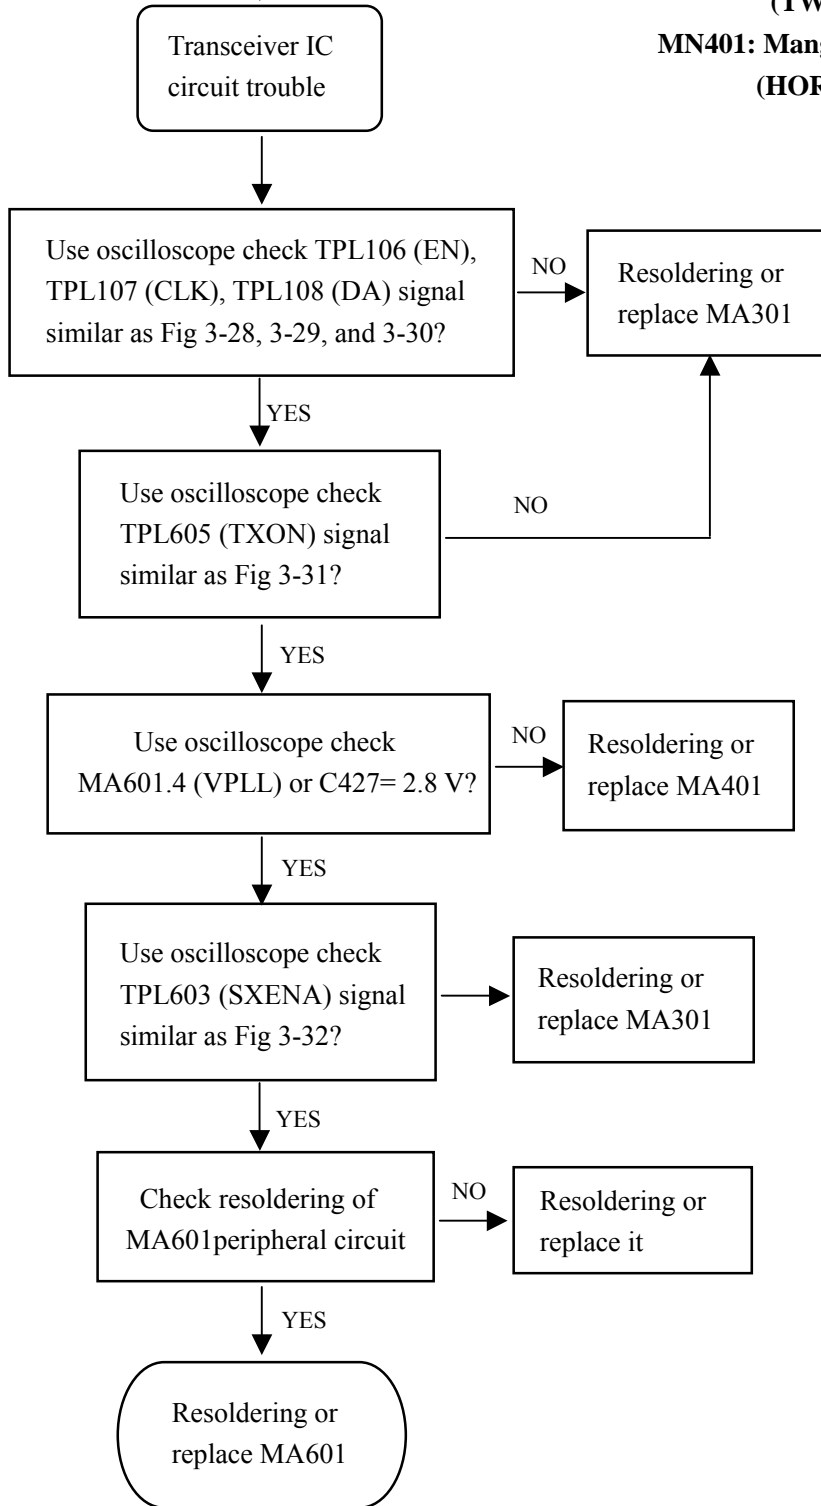 (TW
MN401: Mang
(HOR
Transceiver IC
circuit trouble
Use oscilloscope check TPL106 (EN),
TPL107 (CLK), TPL108 (DA) signal
similar as Fig 3-28, 3-29, and 3-30?
NO
Resoldering or
replace MA301
YES
Use oscilloscope check
TPL605 (TXON) signal
similar as Fig 3-31?
NO
YES
Use oscilloscope check
MA601.4 (VPLL) or C427= 2.8 V?
NO
Resoldering or
replace MA401
YES
Use oscilloscope check
TPL603 (SXENA) signal
similar as Fig 3-32?
Resoldering or
replace MA301
YES
Check resoldering of
MA601peripheral circuit
NO
Resoldering or
replace it
YES
Resoldering or
replace MA601